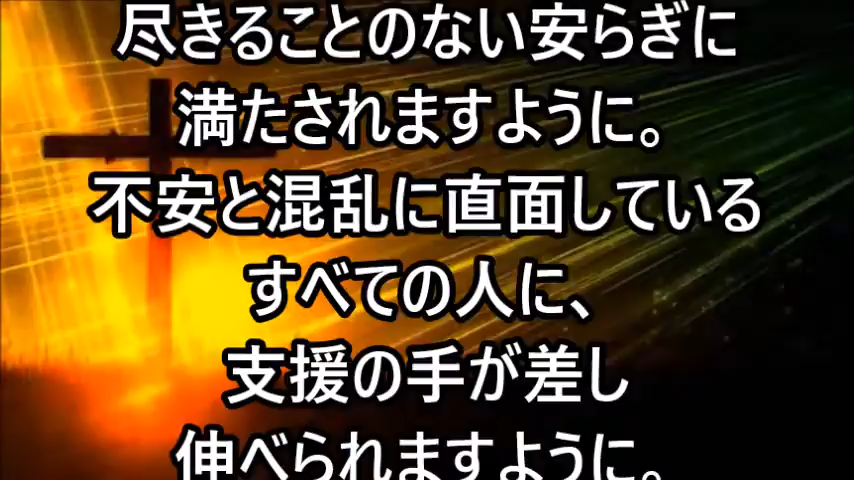 尽きることのない安らぎに
満たされますように。
不安と混乱に直面している
すべての人に、
支援の手が差し
伸べられますように。